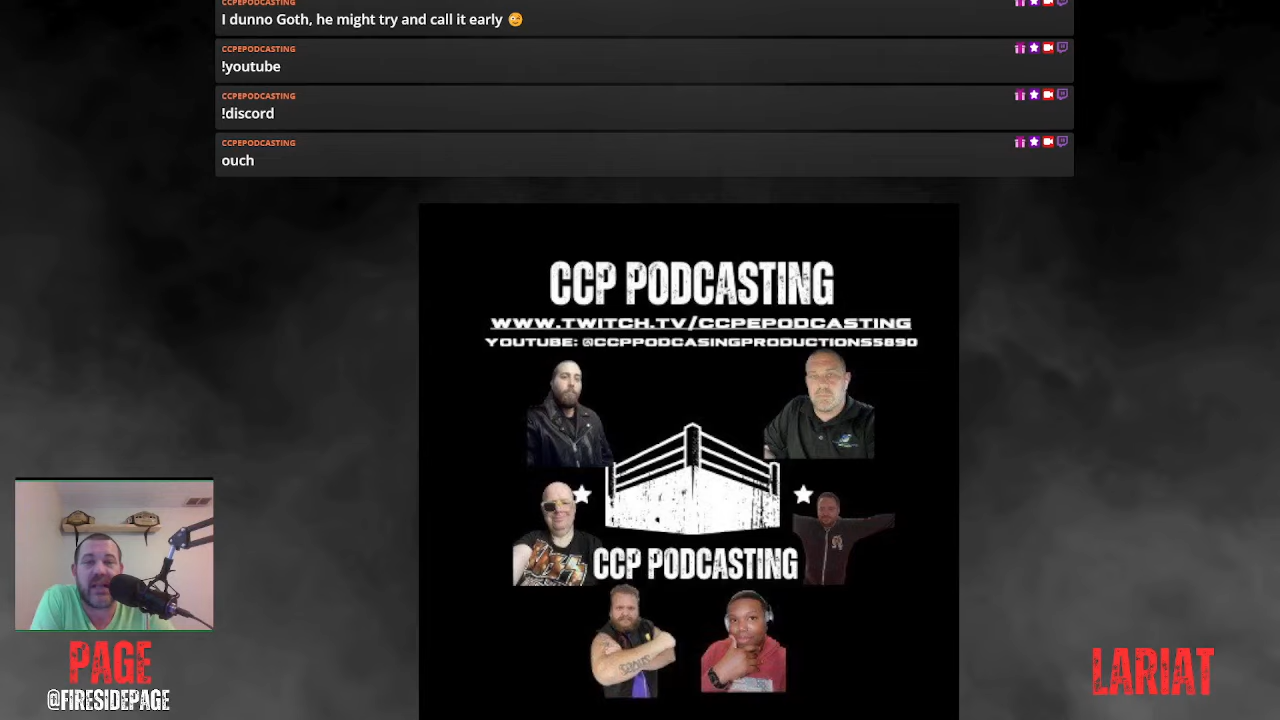 CCPEPODCASTING
I dunno Goth, he might try and call it early
CCPEPODCASTING
!youtube
CCPEPODCASTING
!discord
CCPEPODCASTING
ouch
CCP PODCASTING
WWW.TWITCH.TV/CCPEPODCASTING
YOUTUBE: @CCPPODCASINGPRODUCTIONS5890
CCP PODCASTING
PAGE
@FIRESIDEPAGE
LARIAT